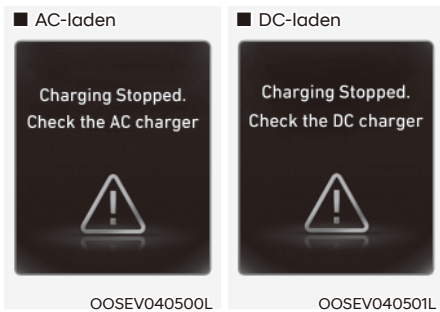 ■ AC-laden
Charging Stopped.
Check the AC charger
OOSEV040500L
■ DC-laden
Charging Stopped.
Check the DC charger
OOSEV040501L